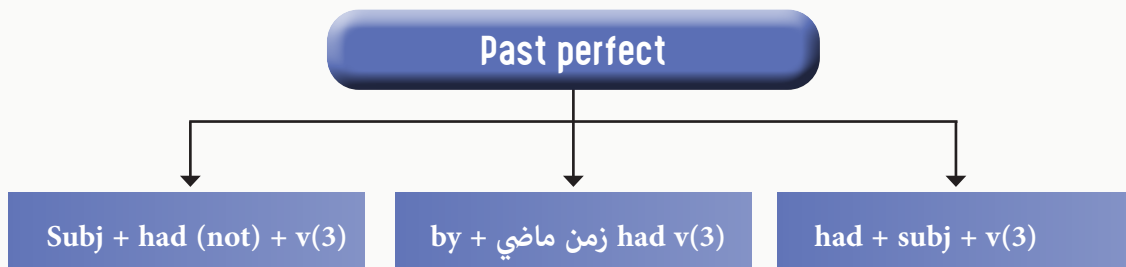 Past perfect
Subj + had (not) + v(3)
by + زمن ماضي had v(3)
had + subj + v(3)